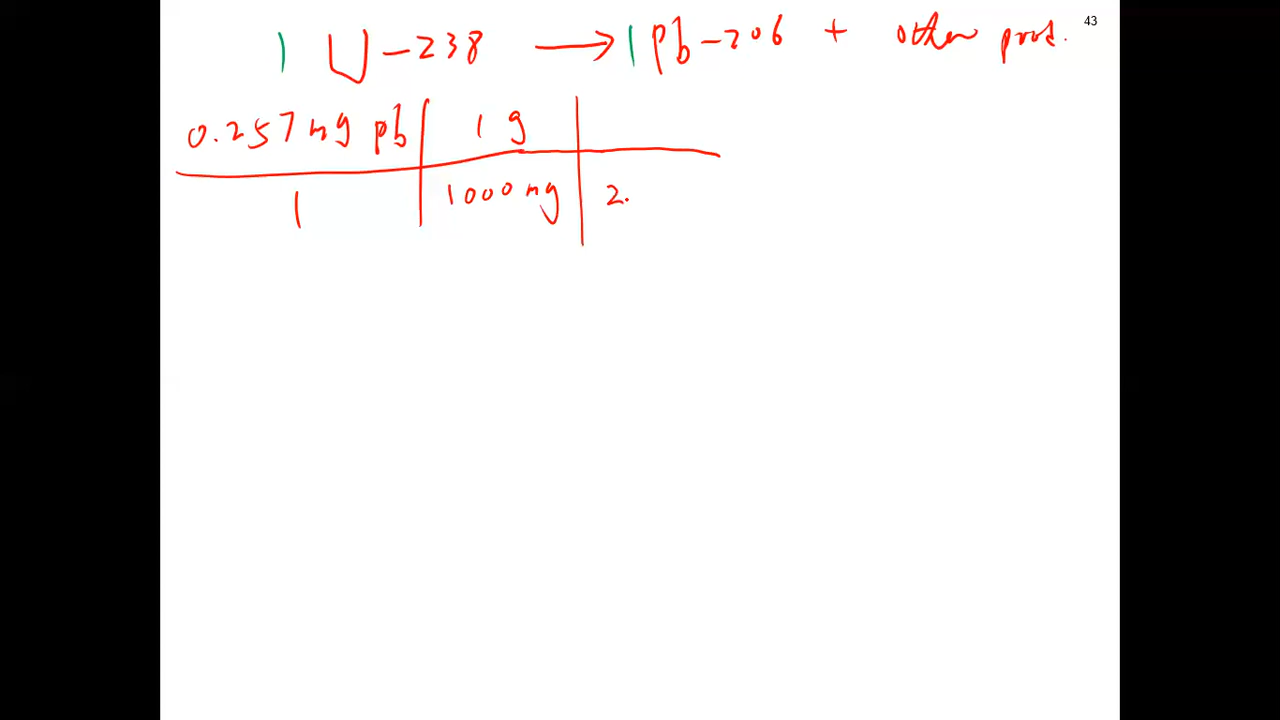 43
1 U-238 → 1 Pb-206 + other prod.
0.257 mg pb | 1 g |
1 | 1000 mg | 2.